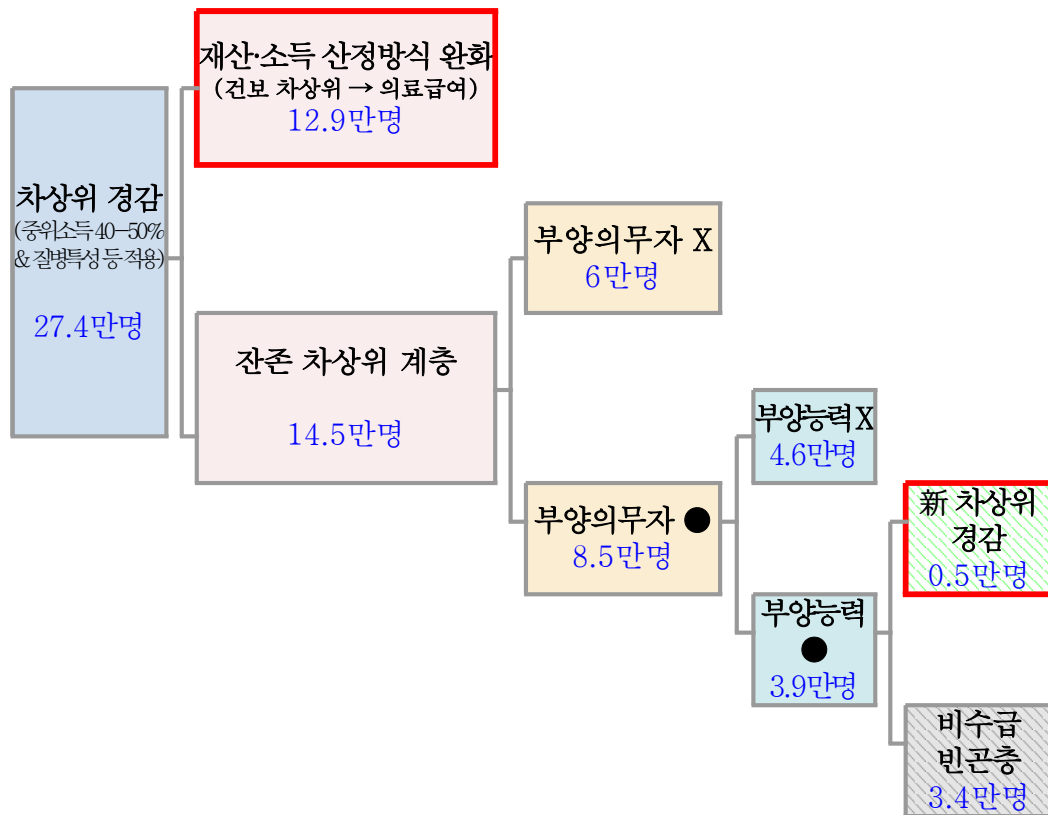 차상위 경감
(중위소득 40-50%
& 질병특성 등 적용)
27.4만명
재산·소득 산정방식 완화
(건보 차상위 → 의료급여)
12.9만명
잔존 차상위 계층
14.5만명
부양의무자 X
6만명
부양의무자 ●
8.5만명
부양능력 X
4.6만명
부양능력
●
3.9만명
新 차상위
경감
0.5만명
비수급
빈곤층
3.4만명